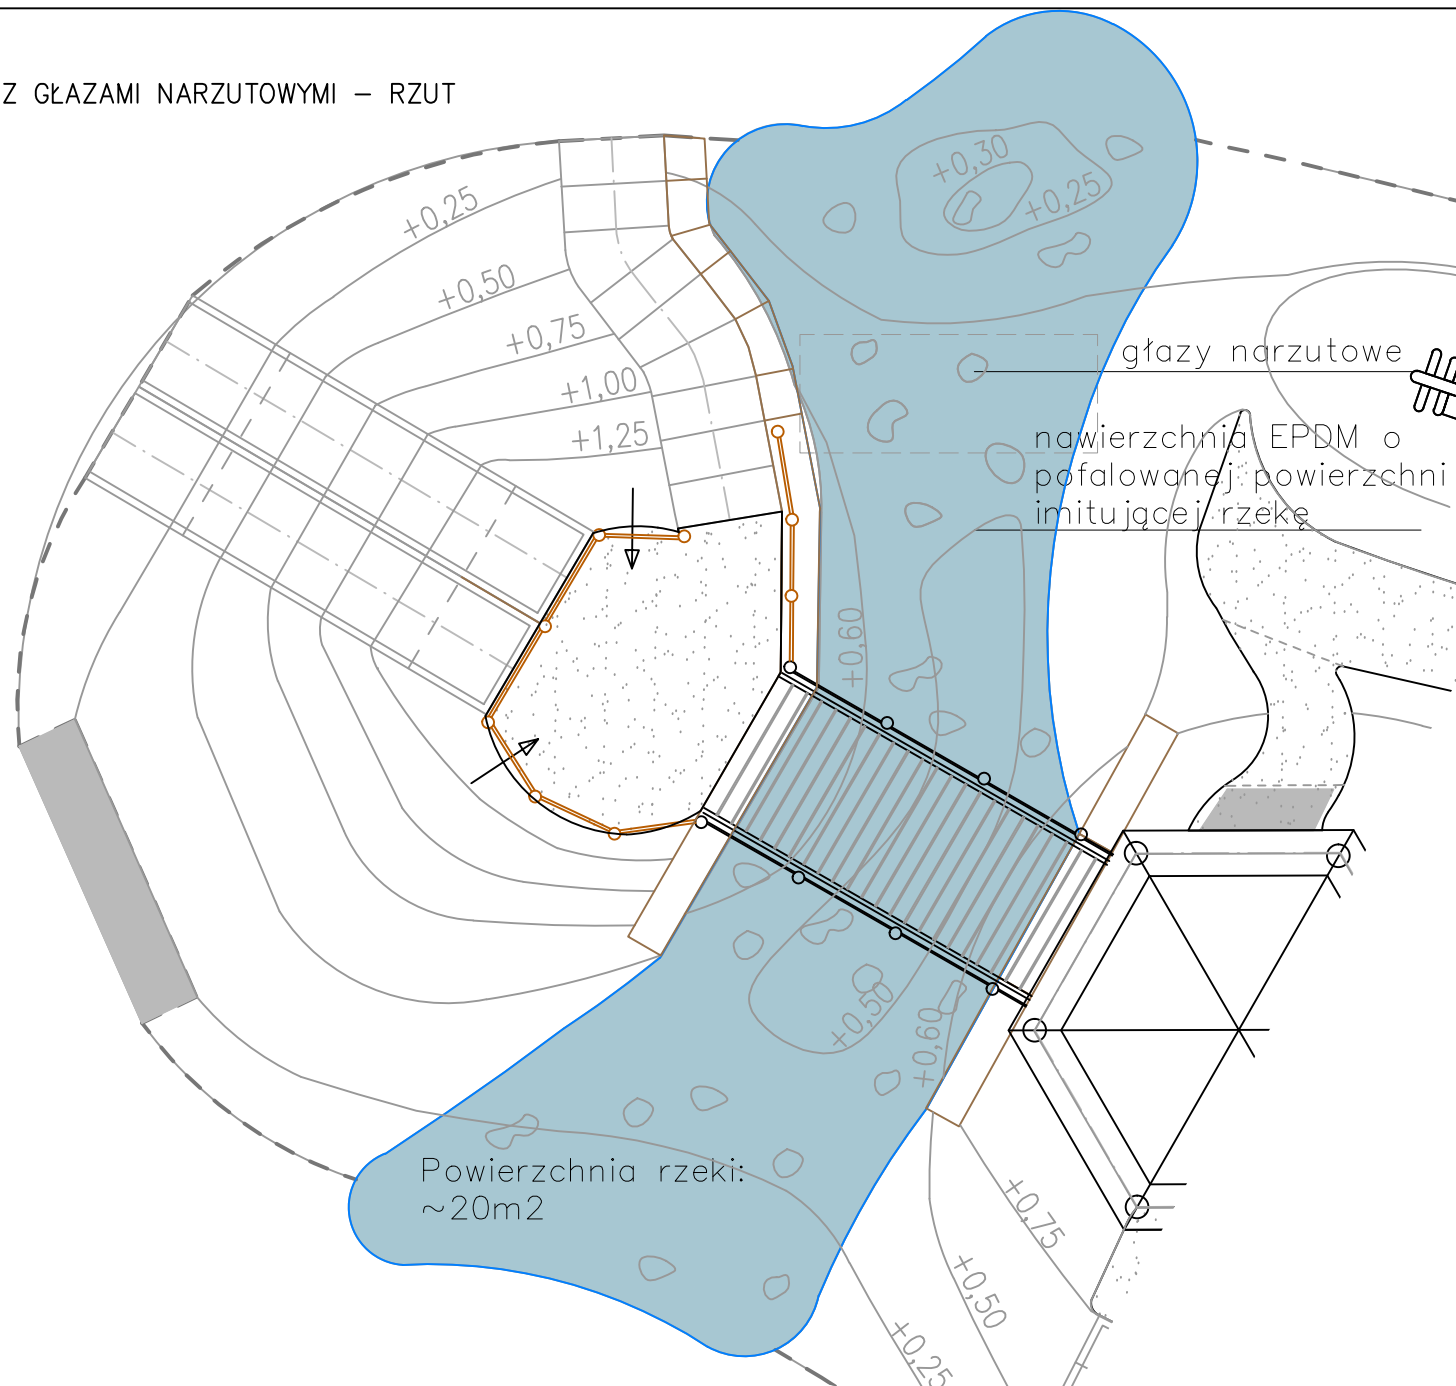 Z GŁAZAMI NARZUTOWYMI – RZUT
+0,30
+0,25
+0,25
+0,50
+0,75
+1,00
+1,25
głazy narzutowe
nawierzchnia EPDM o
pofalowanej powierzchni
imitującej rzekę
+0,60
+0,50
+0,60
Powierzchnia rzeki:
~20m2
+0,75
+0,50
+0,25